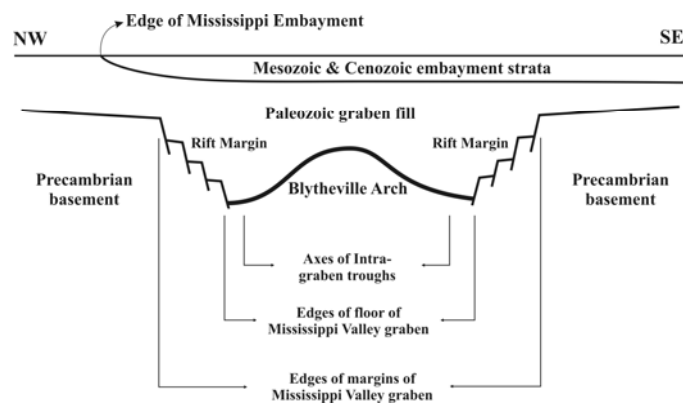 Edge of Mississippi Embayment
NW
SE
Mesozoic & Cenozoic embayment strata
Paleozoic graben fill
Rift Margin
Rift Margin
Precambrian
basement
Blytheville Arch
Precambrian
basement
Axes of Intra-
graben troughs
Edges of floor of
Mississippi Valley graben
Edges of margins of
Mississippi Valley graben